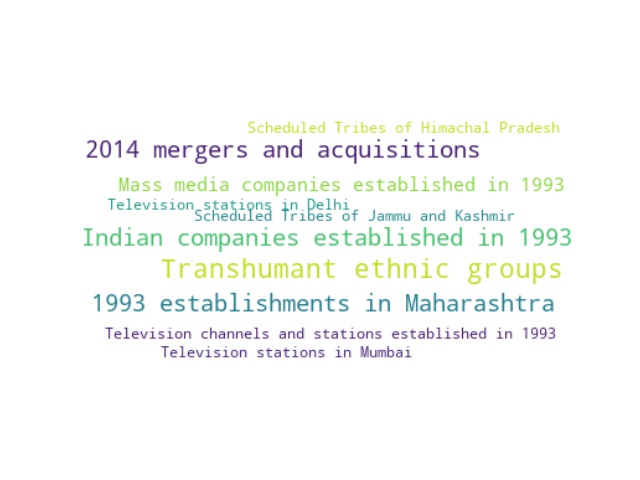 Scheduled Tribes of Himachal Pradesh
2014 mergers and acquisitions
Mass media companies established in 1993
Television stations in Delhi
Scheduled Tribes of Jammu and Kashmir
Indian companies established in 1993
Transhumant ethnic groups
1993 establishments in Maharashtra
Television channels and stations established in 1993
Television stations in Mumbai